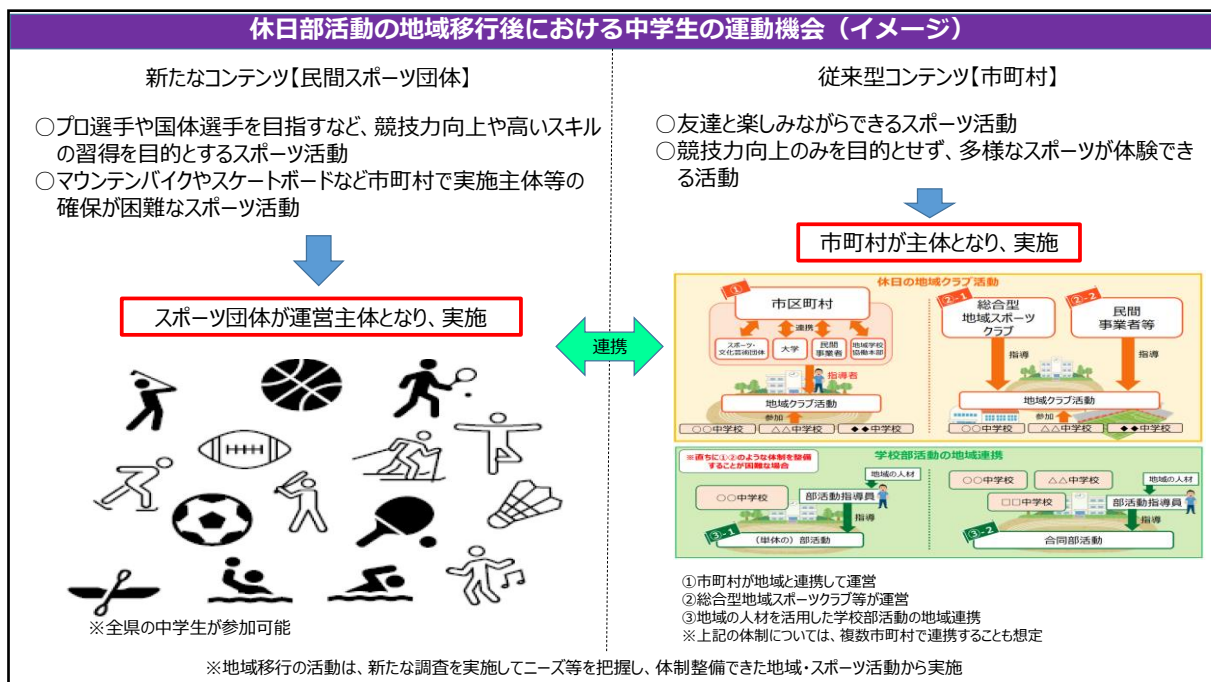 休日部活動の地域移行後における中学生の運動機会（イメージ）
新たなコンテンツ【民間スポーツ団体】
○プロ選手や国体選手を目指すなど、競技力向上や高いスキル
の習得を目的とするスポーツ活動
○マウンテンバイクやスケートボードなど市町村で実施主体等の
確保が困難なスポーツ活動
スポーツ団体が運営主体となり、実施
※全県の中学生が参加可能
連携
従来型コンテンツ【市町村】
○友達と楽しみながらできるスポーツ活動
○競技力向上のみを目的とせず、多様なスポーツが体験でき
る活動
市町村が主体となり、実施
休日の地域クラブ活動
①
市区町村
連携
スポーツ・
文化芸術団体
大学
民間
事業者
地域学校
協働本部
指導者
地域クラブ活動
参加
○○中学校
△△中学校
◆◆中学校
②-1
総合型
地域スポーツ
クラブ
②-2
民間
事業者等
指導
指導
地域クラブ活動
参加
○○中学校
△△中学校
◆◆中学校
学校部活動の地域連携
※直ちに①②のような体制を整備
することが困難な場合
地域の人材
○○中学校
部活動指導員
指導
③-1
（単体の）部活動
○○中学校
△△中学校
□□中学校
地域の人材
部活動指導員
指導
③-2
合同部活動
①市町村が地域と連携して運営
②総合型地域スポーツクラブ等が運営
③地域の人材を活用した学校部活動の地域連携
※上記の体制については、複数市町村で連携することも想定
※地域移行の活動は、新たな調査を実施してニーズ等を把握し、体制整備できた地域・スポーツ活動から実施